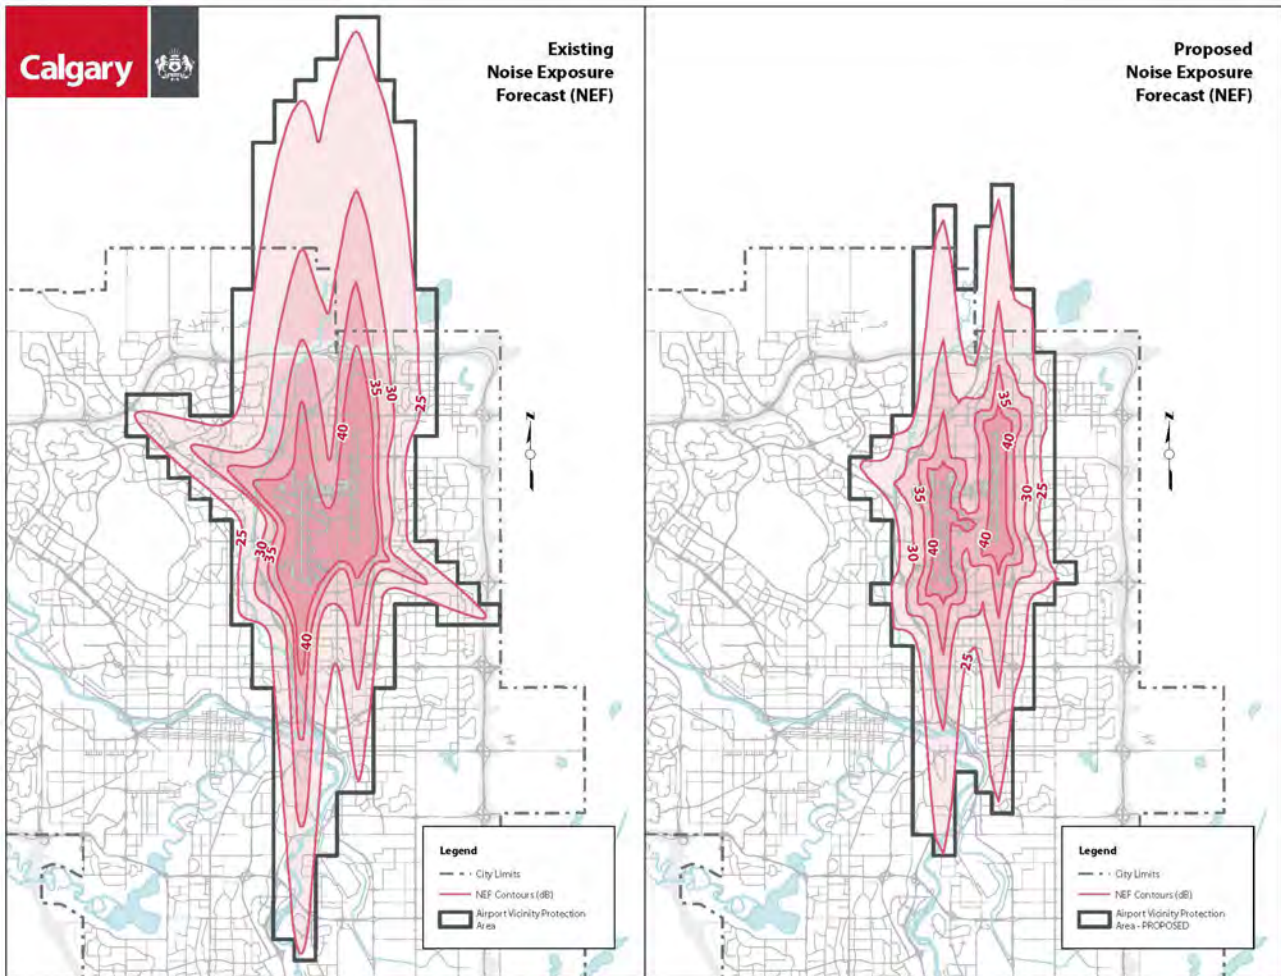 Calgary
Existing
Noise Exposure
Forecast (NEF)
N
40
35
30
25
25
30
35
40
Legend
City Limits
NEF Contours (dB)
Airport Vicinity Protection
Area
Proposed
Noise Exposure
Forecast (NEF)
N
35
40
35
30
25
40
40
30
25
Legend
City Limits
NEF Contours (dB)
Airport Vicinity Protection
Area - PROPOSED